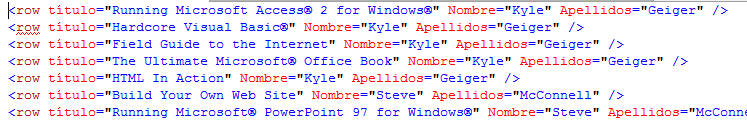 <row título="Running Microsoft Access® 2 for Windows®" Nombre="Kyle" Apellidos="Geiger" />
<row título="Hardcore Visual Basic®" Nombre="Kyle" Apellidos="Geiger" />
<row título="Field Guide to the Internet" Nombre="Kyle" Apellidos="Geiger" />
<row título="The Ultimate Microsoft® Office Book" Nombre="Kyle" Apellidos="Geiger" />
<row título="HTML In Action" Nombre="Kyle" Apellidos="Geiger" />
<row título="Build Your Own Web Site" Nombre="Steve" Apellidos="McConnell" />
<row título="Running Microsoft® PowerPoint 97 for Windows®" Nombre="Steve" Apellidos="McConne